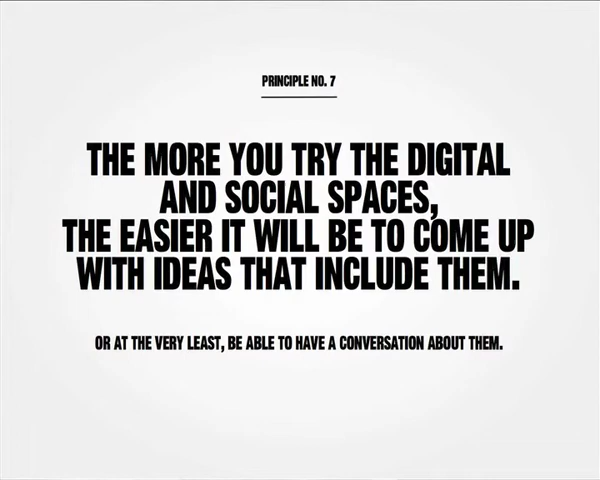 PRINCIPLE NO. 7
THE MORE YOU TRY THE DIGITAL
AND SOCIAL SPACES,
THE EASIER IT WILL BE TO COME UP
WITH IDEAS THAT INCLUDE THEM.
OR AT THE VERY LEAST, BE ABLE TO HAVE A CONVERSATION ABOUT THEM.